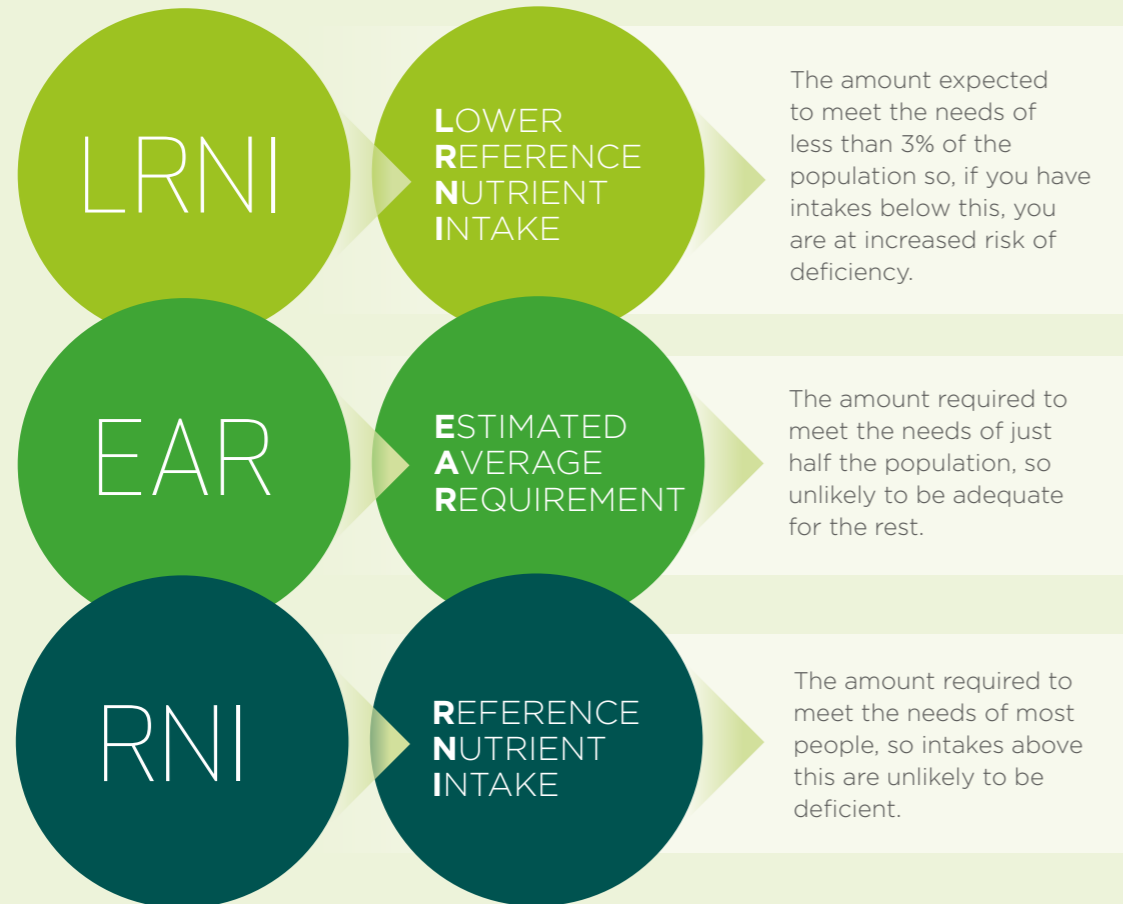 LRNI
LOWER
REFERENCE
NUTRIENT
INTAKE
The amount expected
to meet the needs of
less than 3% of the
population so, if you have
intakes below this, you
are at increased risk of
deficiency.
EAR
ESTIMATED
AVERAGE
REQUIREMENT
The amount required to
meet the needs of just
half the population, so
unlikely to be adequate
for the rest.
RNI
REFERENCE
NUTRIENT
INTAKE
The amount required to
meet the needs of most
people, so intakes above
this are unlikely to be
deficient.